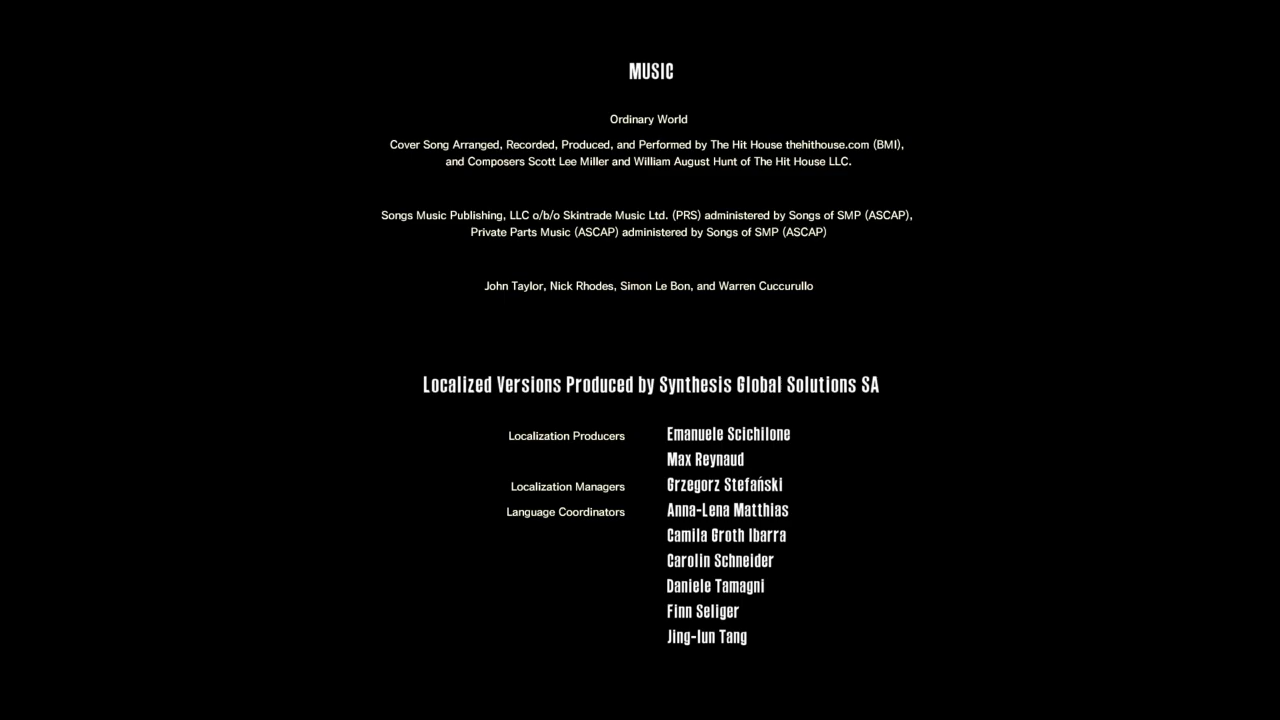 MUSIC
Ordinary World
Cover Song Arranged, Recorded, Produced, and Performed by The Hit House thehithouse.com (BMI),
and Composers Scott Lee Miller and William August Hunt of The Hit House LLC.
Songs Music Publishing, LLC o/b/o Skintrade Music Ltd. (PRS) administered by Songs of SMP (ASCAP),
Private Parts Music (ASCAP) administered by Songs of SMP (ASCAP)
John Taylor, Nick Rhodes, Simon Le Bon, and Warren Cuccurullo
Localized Versions Produced by Synthesis Global Solutions SA
Localization Producers Emanuele Scichilone
Max Reynaud
Localization Managers Grzegorz Stefański
Language Coordinators Anna-Lena Matthias
Camila Groth Ibarra
Carolin Schneider
Daniele Tamagni
Finn Seliger
Jing-lun Tang